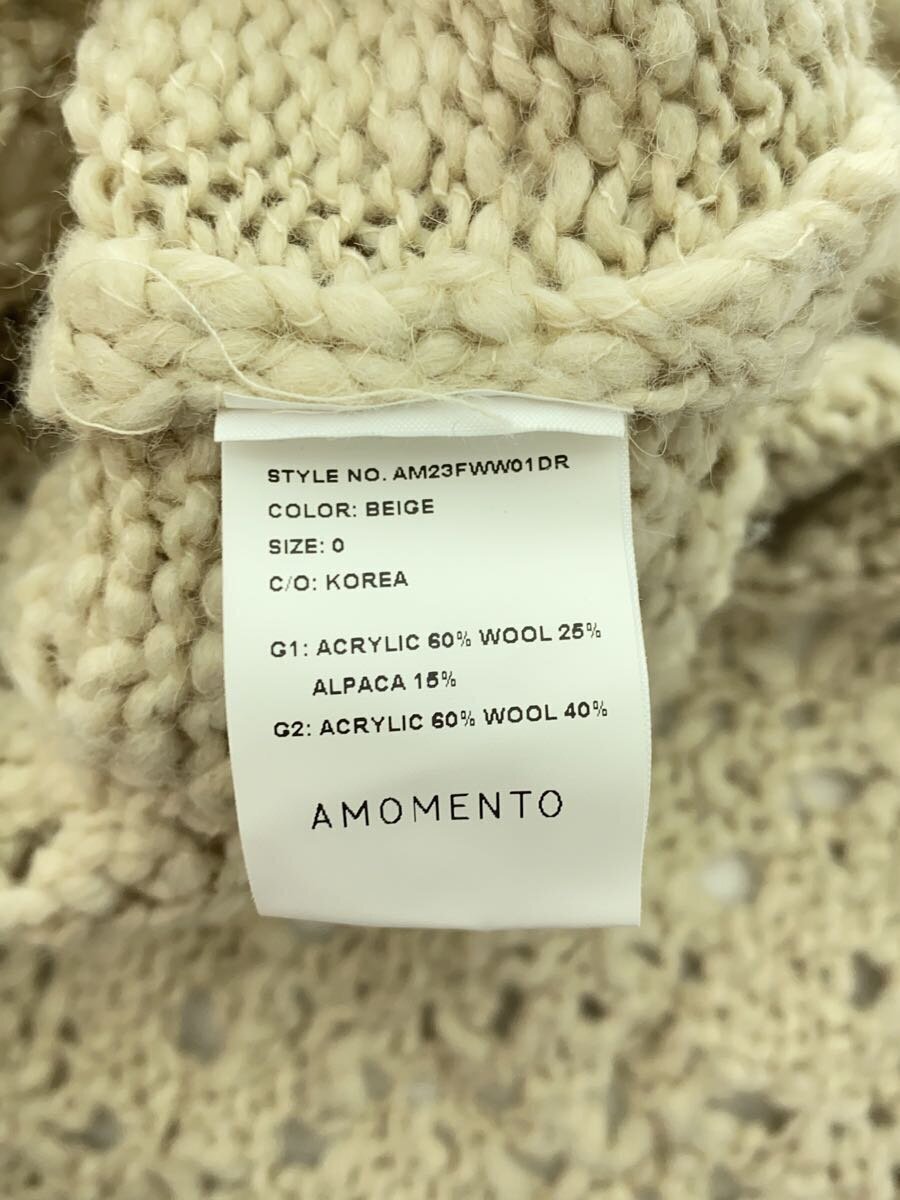 STYLE NO. AM23FWW01DR
COLOR: BEIGE
SIZE: 0
C/O: KOREA
G1: ACRYLIC 60% WOOL 25%
ALPACA 15%
G2: ACRYLIC 60% WOOL 40%
AMOMENTO